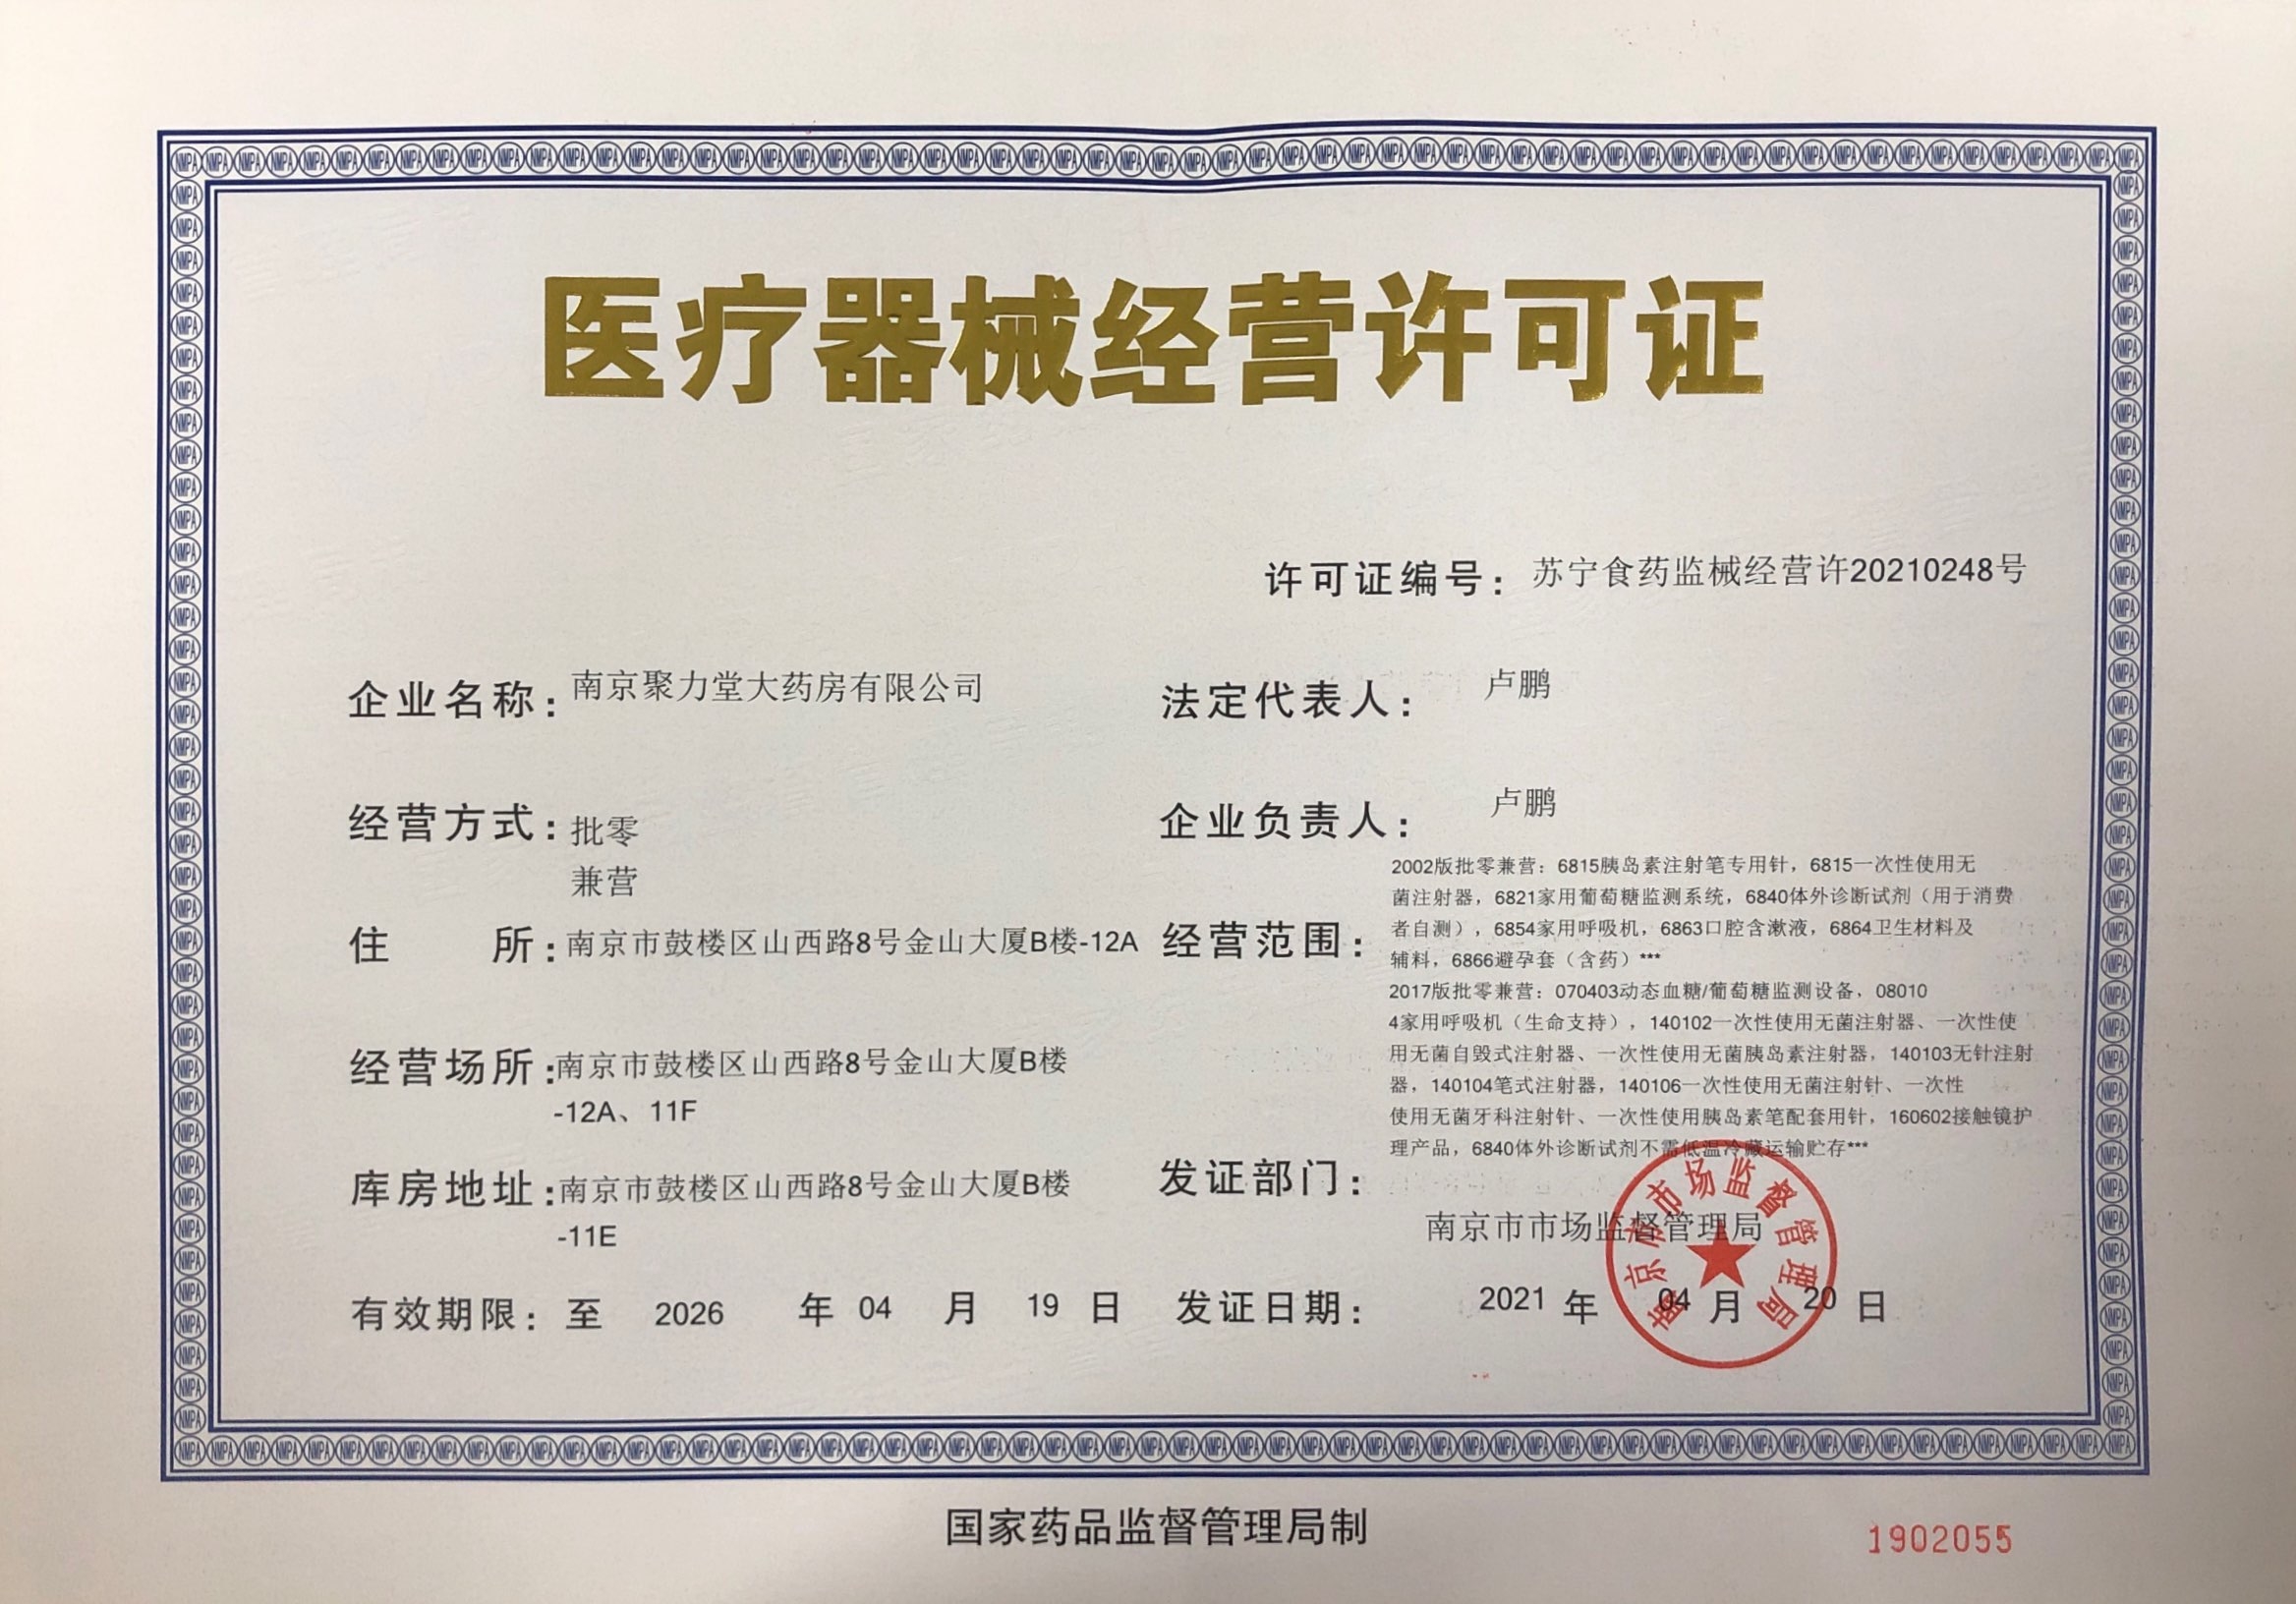 医疗器械经营许可证
许可证编号：苏宁食药监械经营许20210248号
企业名称：南京聚力堂大药房有限公司
法定代表人：卢鹏
经营方式：批零
兼营
企业负责人：卢鹏
住 所：南京市鼓楼区山西路8号金山大厦B楼-12A
经营范围：
2002版批零兼营：6815胰岛素注射笔专用针，6815一次性使用无
菌注射器，6821家用葡萄糖监测系统，6840体外诊断试剂（用于消费
者自测），6854家用呼吸机，6863口腔含漱液，6864卫生材料及
辅料，6866避孕套（含药）***
2017版批零兼营：070403动态血糖/葡萄糖监测设备，08010
4家用呼吸机（生命支持），140102一次性使用无菌注射器、一次性使
用无菌自毁式注射器、一次性使用无菌胰岛素注射器，140103无针注射
器，140104笔式注射器，140106一次性使用无菌注射针、一次性
使用无菌牙科注射针、一次性使用胰岛素笔配套用针，160602接触镜护
理产品，6840体外诊断试剂不需低温冷藏运输贮存***
经营场所：南京市鼓楼区山西路8号金山大厦B楼
-12A、11F
库房地址：南京市鼓楼区山西路8号金山大厦B楼
-11E
发证部门：
南京市市场监督管理局
南京市市场监督管理局
有效期限：至 2026 年 04 月 19 日
发证日期：2021 年 04 月 20 日
国家药品监督管理局制
1902055
NMPA